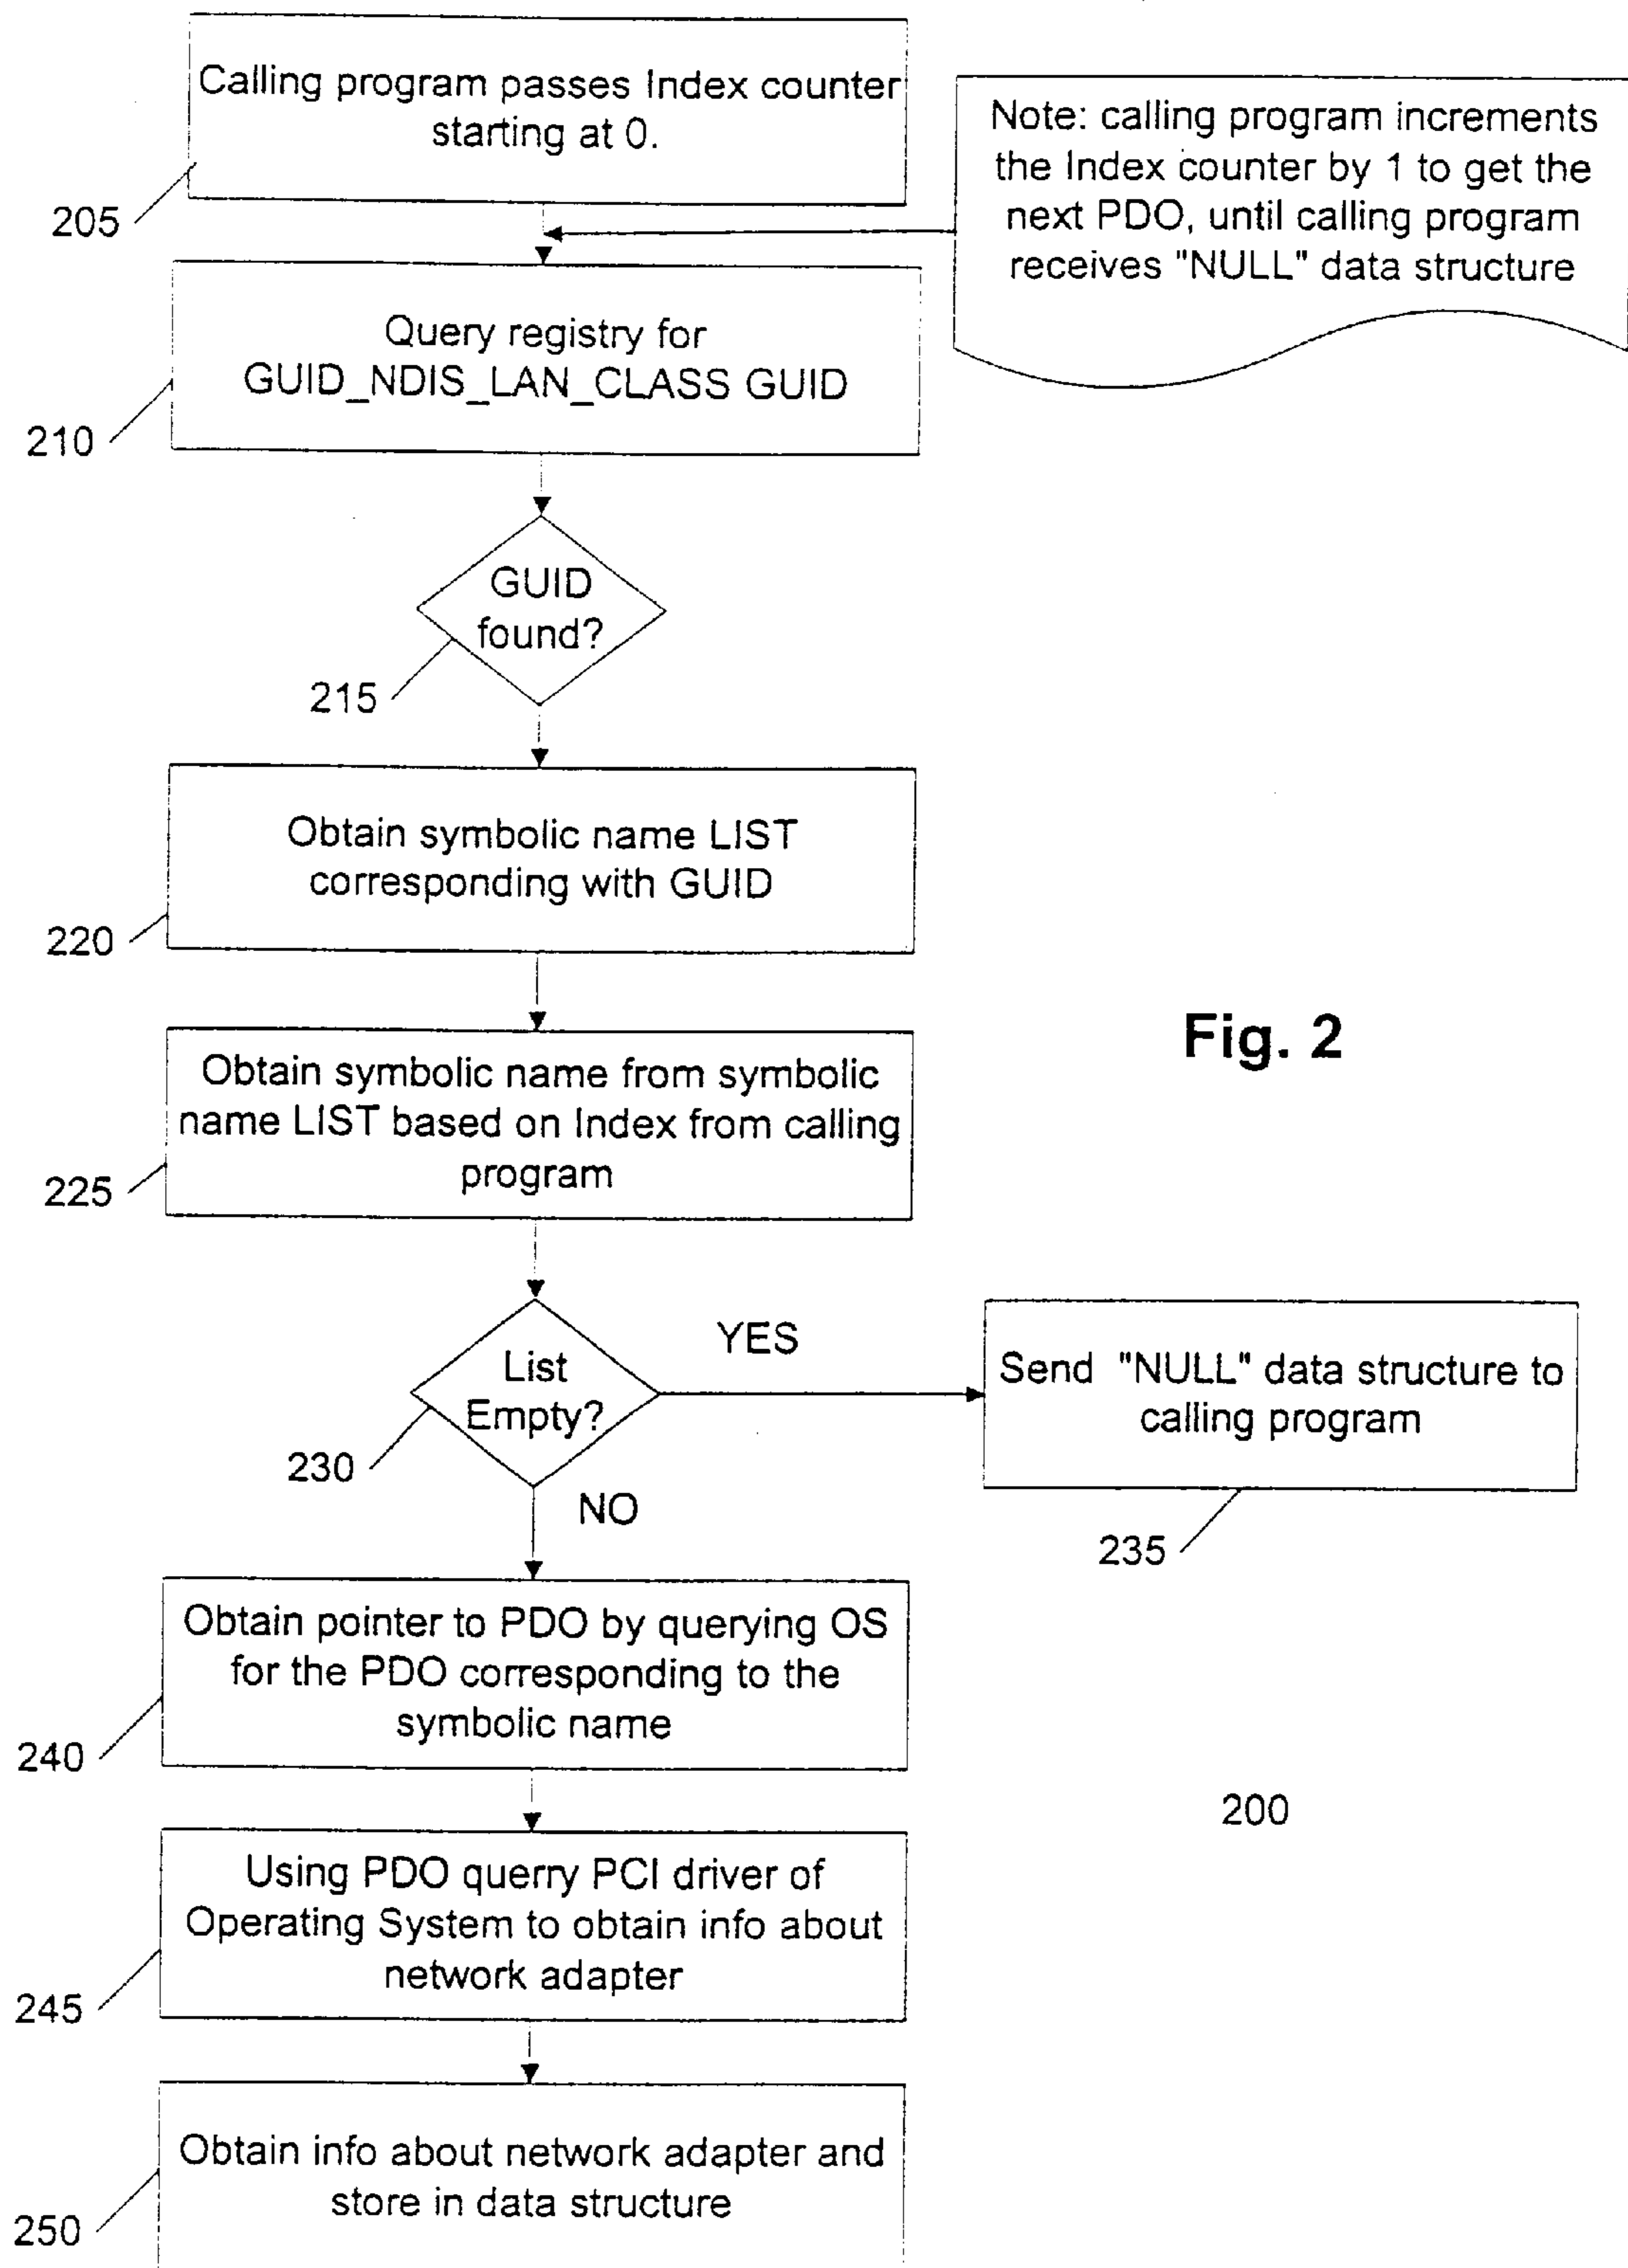 Calling program passes Index counter
starting at 0.
205
Note: calling program increments
the Index counter by 1 to get the
next PDO, until calling program
receives "NULL" data structure
Query registry for
GUID_NDIS_LAN_CLASS GUID
210
GUID
found?
215
Obtain symbolic name LIST
corresponding with GUID
220
Fig. 2
Obtain symbolic name from symbolic
name LIST based on Index from calling
program
225
List
Empty?
230
YES
Send "NULL" data structure to
calling program
235
NO
Obtain pointer to PDO by querying OS
for the PDO corresponding to the
symbolic name
240
200
Using PDO querry PCI driver of
Operating System to obtain info about
network adapter
245
Obtain info about network adapter and
store in data structure
250